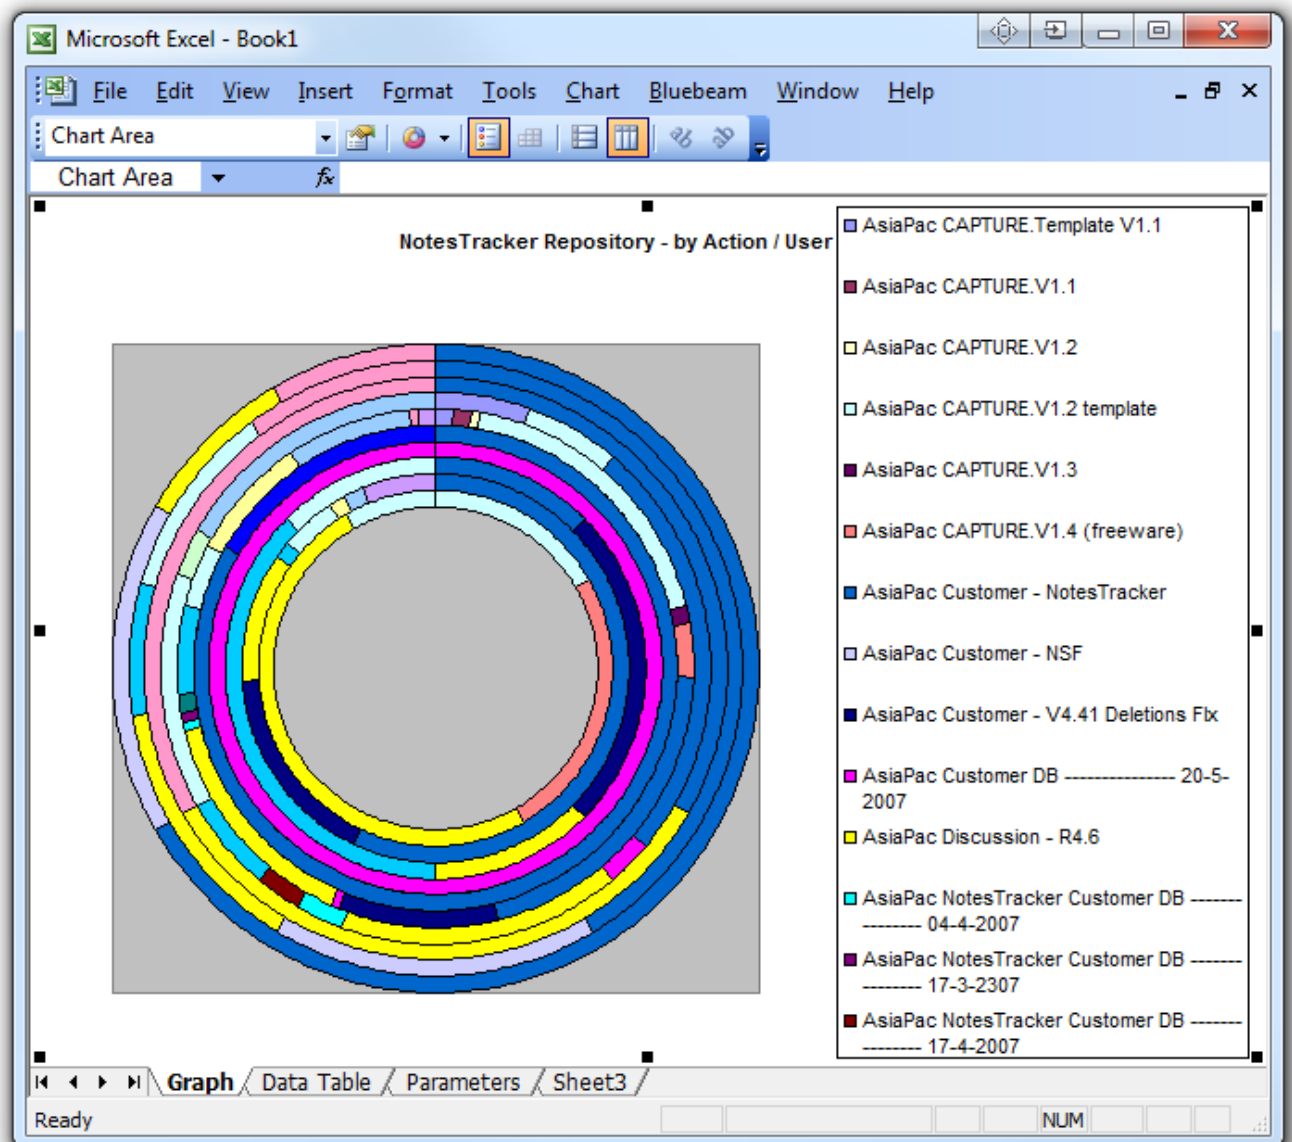 Microsoft Excel - Book1
File Edit View Insert Format Tools Chart Bluebeam Window Help
Chart Area
Chart Area fx
NotesTracker Repository - by Action / User
AsiaPac CAPTURE.Template V1.1
AsiaPac CAPTURE.V1.1
AsiaPac CAPTURE.V1.2
AsiaPac CAPTURE.V1.2 template
AsiaPac CAPTURE.V1.3
AsiaPac CAPTURE.V1.4 (freeware)
AsiaPac Customer - NotesTracker
AsiaPac Customer - NSF
AsiaPac Customer - V4.41 Deletions FIx
AsiaPac Customer DB --------------- 20-5-
2007
AsiaPac Discussion - R4.6
AsiaPac NotesTracker Customer DB -------
-------- 04-4-2007
AsiaPac NotesTracker Customer DB -------
-------- 17-3-2307
AsiaPac NotesTracker Customer DB -------
-------- 17-4-2007
Graph Data Table Parameters Sheet3
Ready NUM